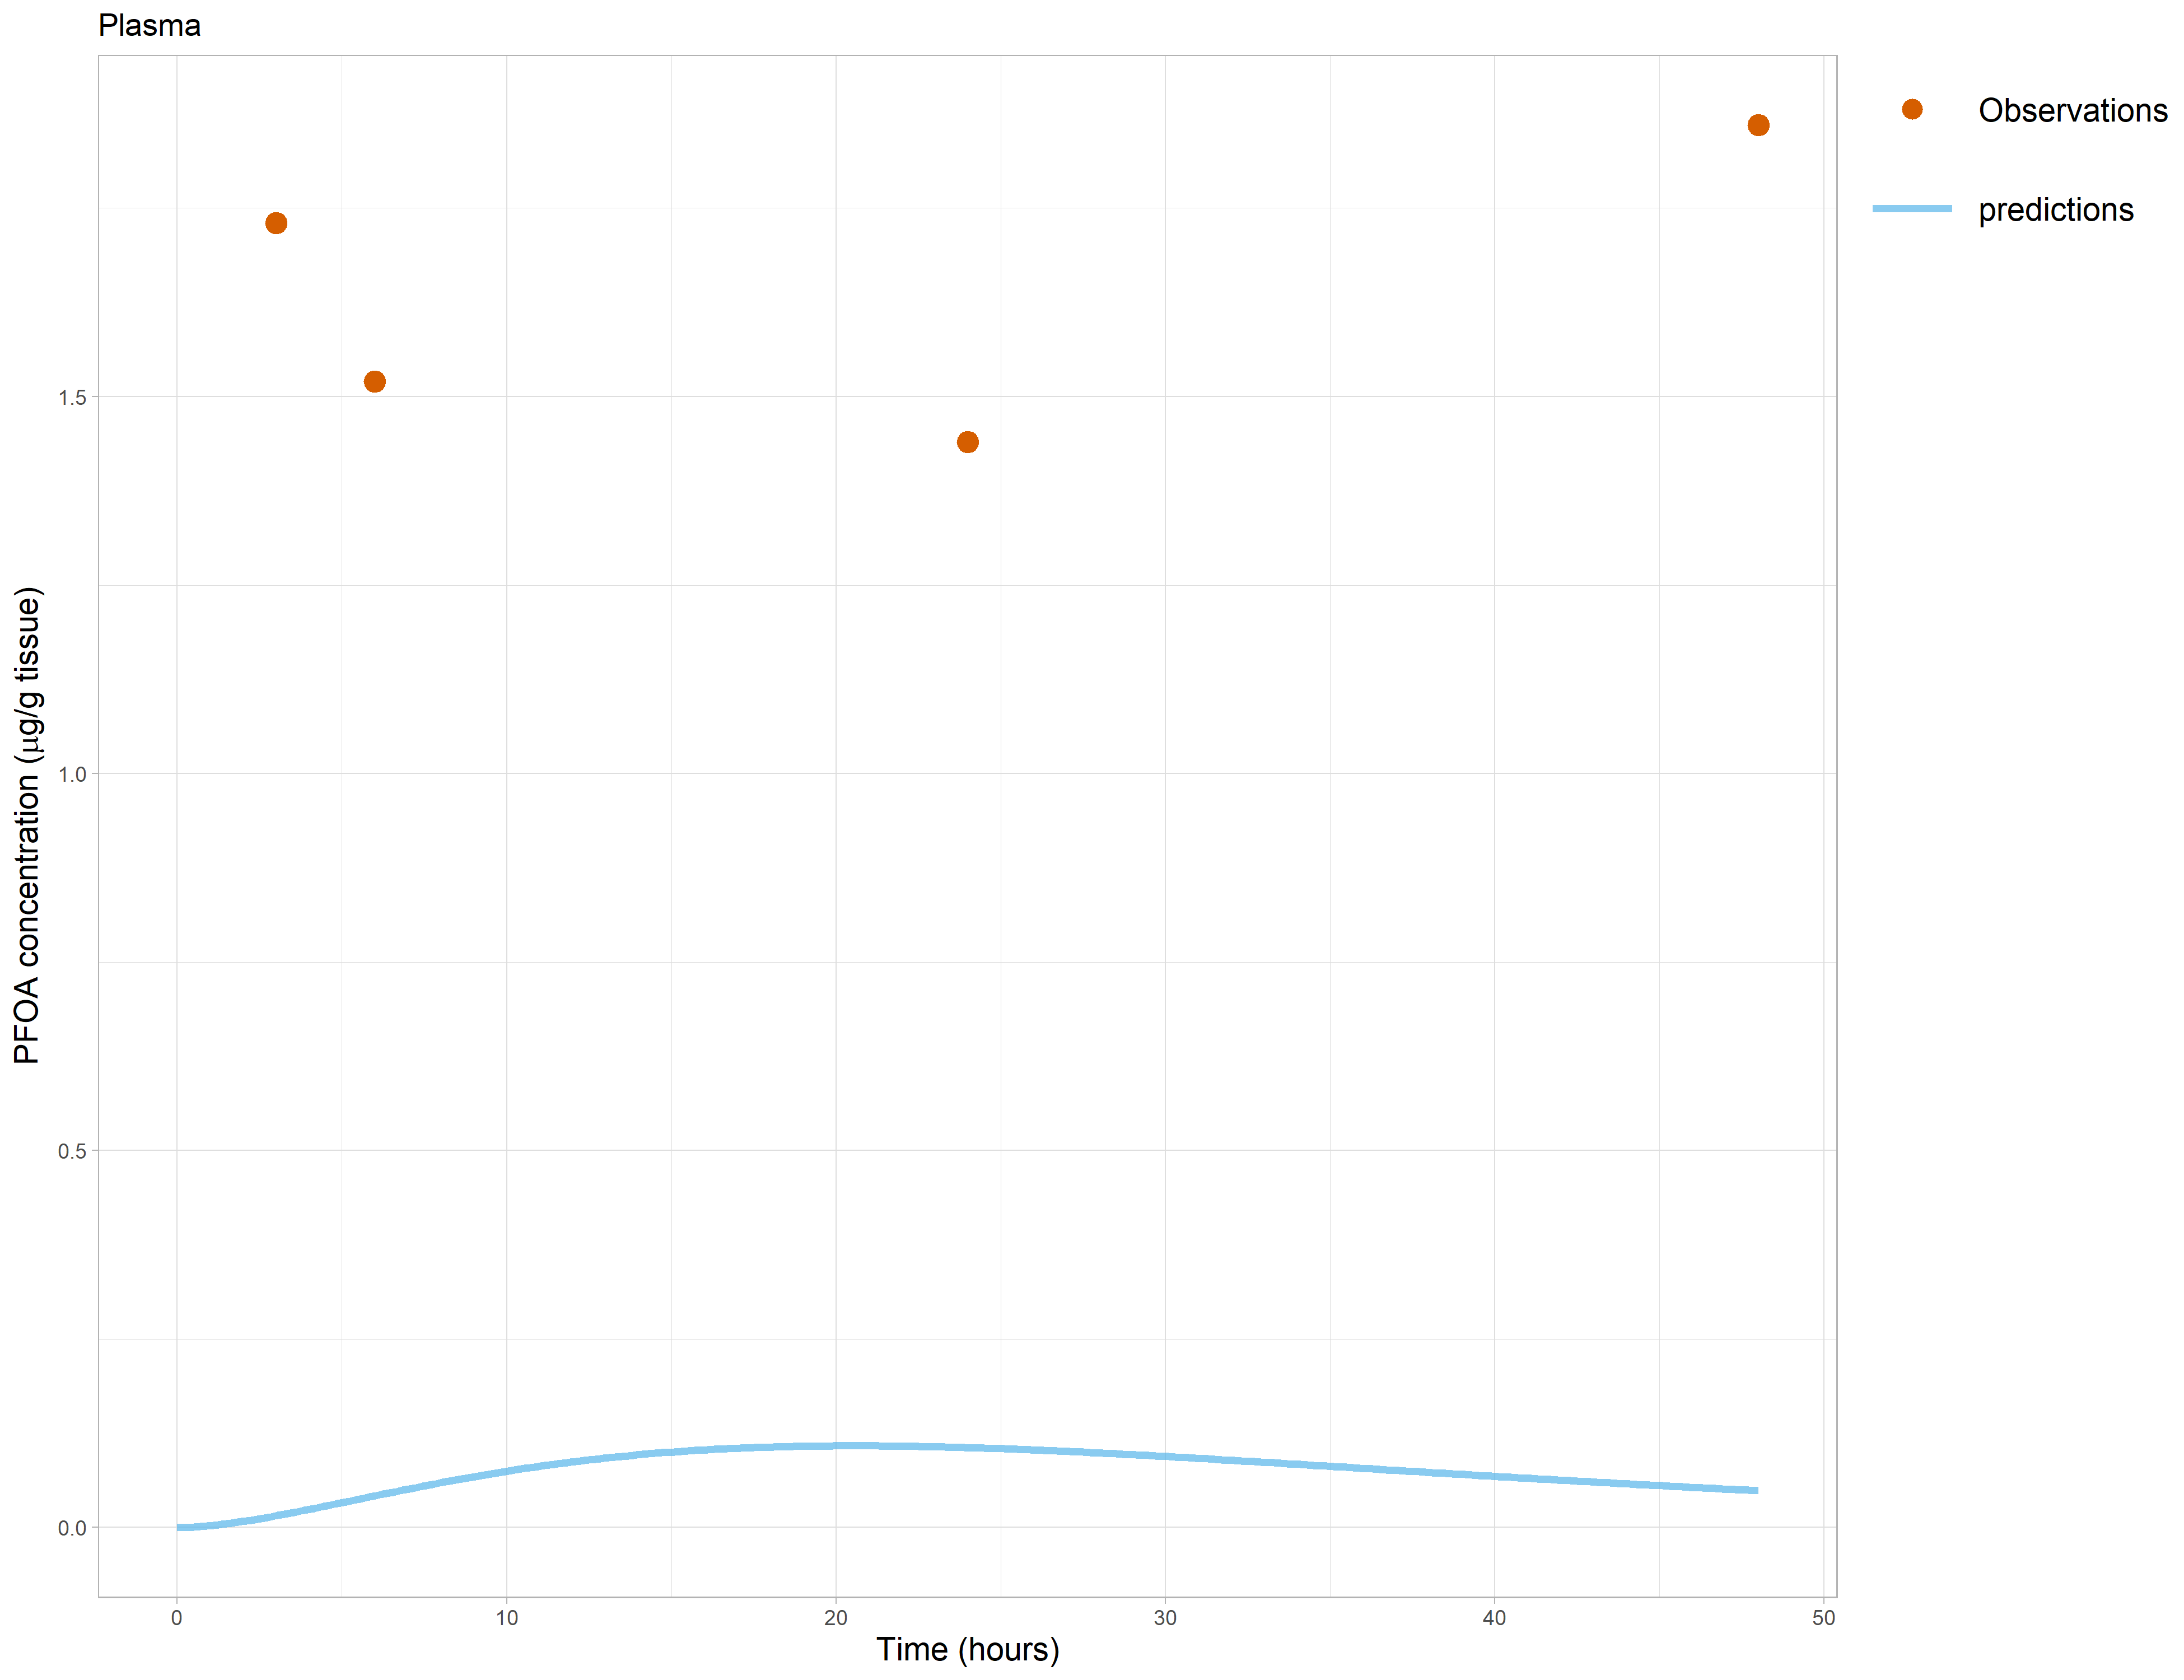 Plasma
Observations
predictions
PFOA concentration (μg/g tissue)
1.5
1.0
0.5
0.0
0 10 20 30 40 50
Time (hours)